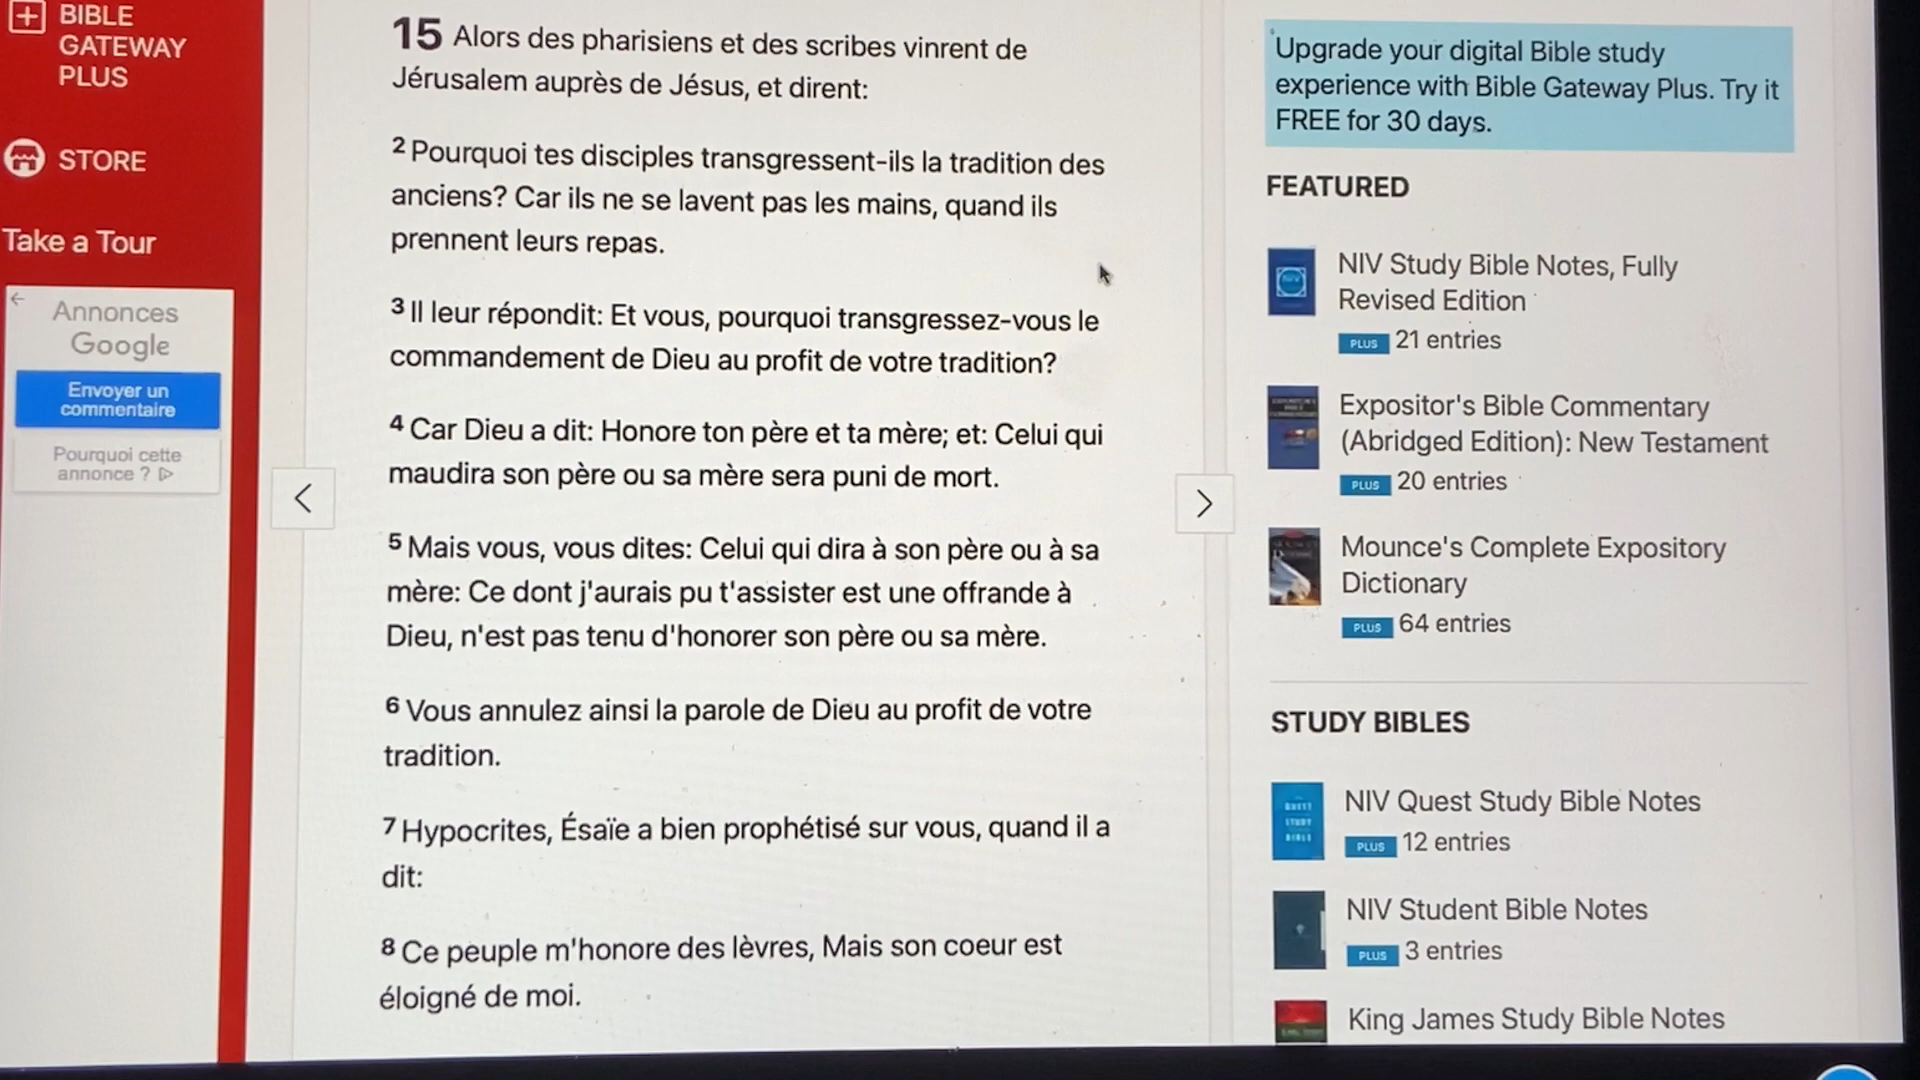 BIBLE
GATEWAY
PLUS
STORE
Take a Tour
Annonces
Google
Envoyer un
commentaire
Pourquoi cette
annonce ?
15 Alors des pharisiens et des scribes vinrent de
Jérusalem auprès de Jésus, et dirent:
2 Pourquoi tes disciples transgressent-ils la tradition des
anciens? Car ils ne se lavent pas les mains, quand ils
prennent leurs repas.
3 Il leur répondit: Et vous, pourquoi transgressez-vous le
commandement de Dieu au profit de votre tradition?
4 Car Dieu a dit: Honore ton père et ta mère; et: Celui qui
maudira son père ou sa mère sera puni de mort.
5 Mais vous, vous dites: Celui qui dira à son père ou à sa
mère: Ce dont j'aurais pu t'assister est une offrande à
Dieu, n'est pas tenu d'honorer son père ou sa mère.
6 Vous annulez ainsi la parole de Dieu au profit de votre
tradition.
7 Hypocrites, Ésaïe a bien prophétisé sur vous, quand il a
dit:
8 Ce peuple m'honore des lèvres, Mais son coeur est
éloigné de moi.
Upgrade your digital Bible study
experience with Bible Gateway Plus. Try it
FREE for 30 days.
FEATURED
NIV Study Bible Notes, Fully
Revised Edition
PLUS 21 entries
Expositor's Bible Commentary
(Abridged Edition): New Testament
PLUS 20 entries
Mounce's Complete Expository
Dictionary
PLUS 64 entries
STUDY BIBLES
QUEST
STUDY
BIBLE
NIV Quest Study Bible Notes
PLUS 12 entries
NIV Student Bible Notes
PLUS 3 entries
King James Study Bible Notes